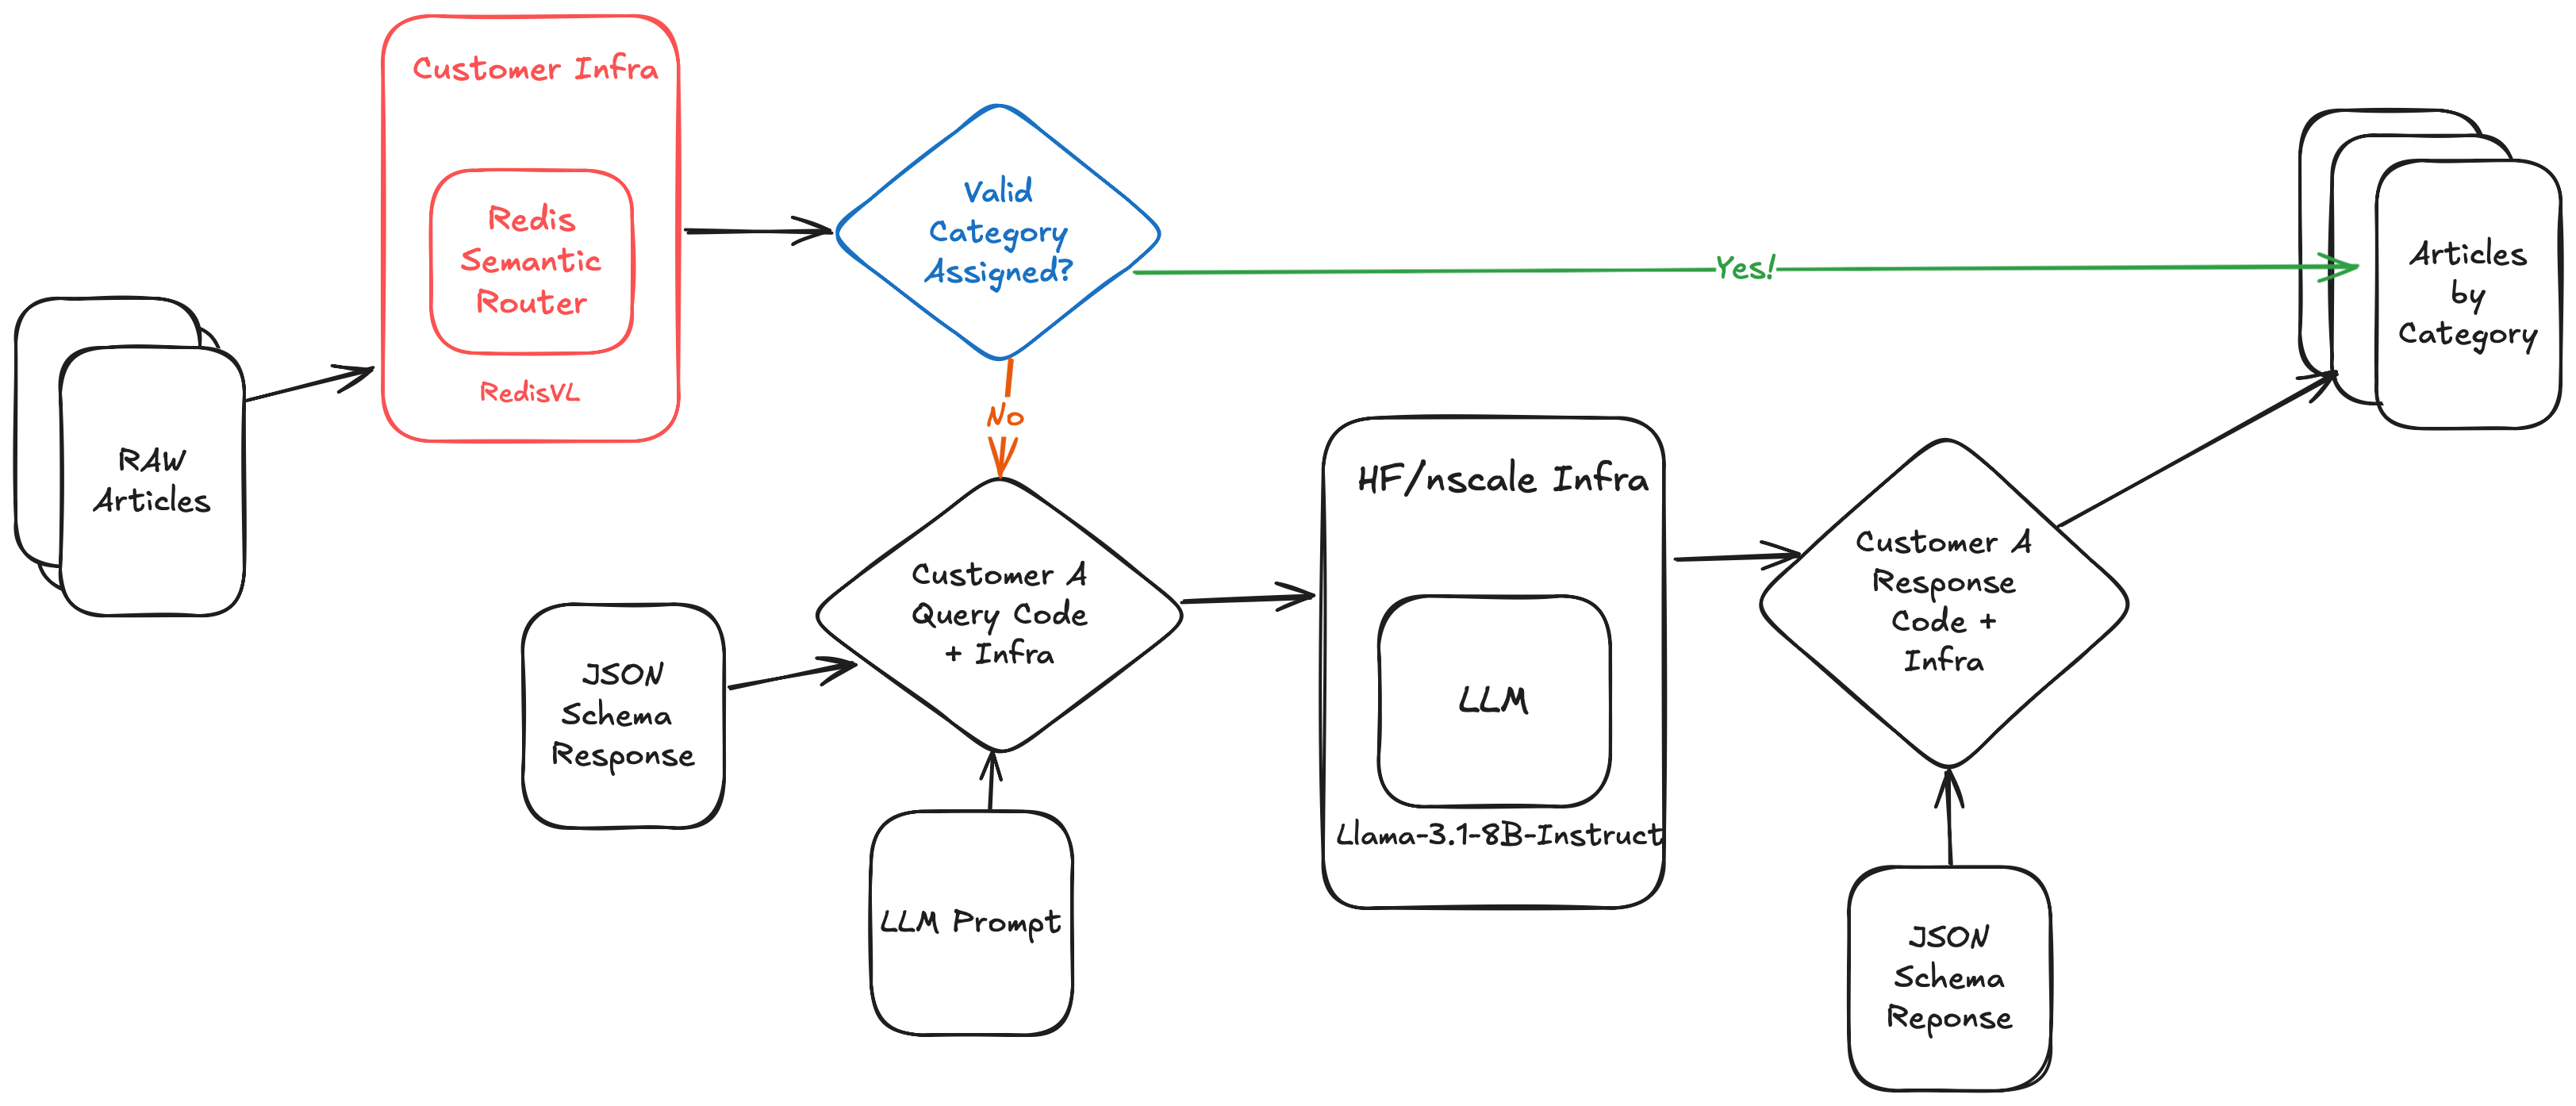 Customer Infra
Redis
Semantic
Router
RedisVL
RAW
Articles
Valid
Category
Assigned?
Yes!
No
Articles
by
Category
JSON
Schema
Response
Customer A
Query Code
+ Infra
LLM Prompt
HF/nscale Infra
LLM
Llama-3.1-8B-Instruct
Customer A
Response
Code +
Infra
JSON
Schema
Reponse